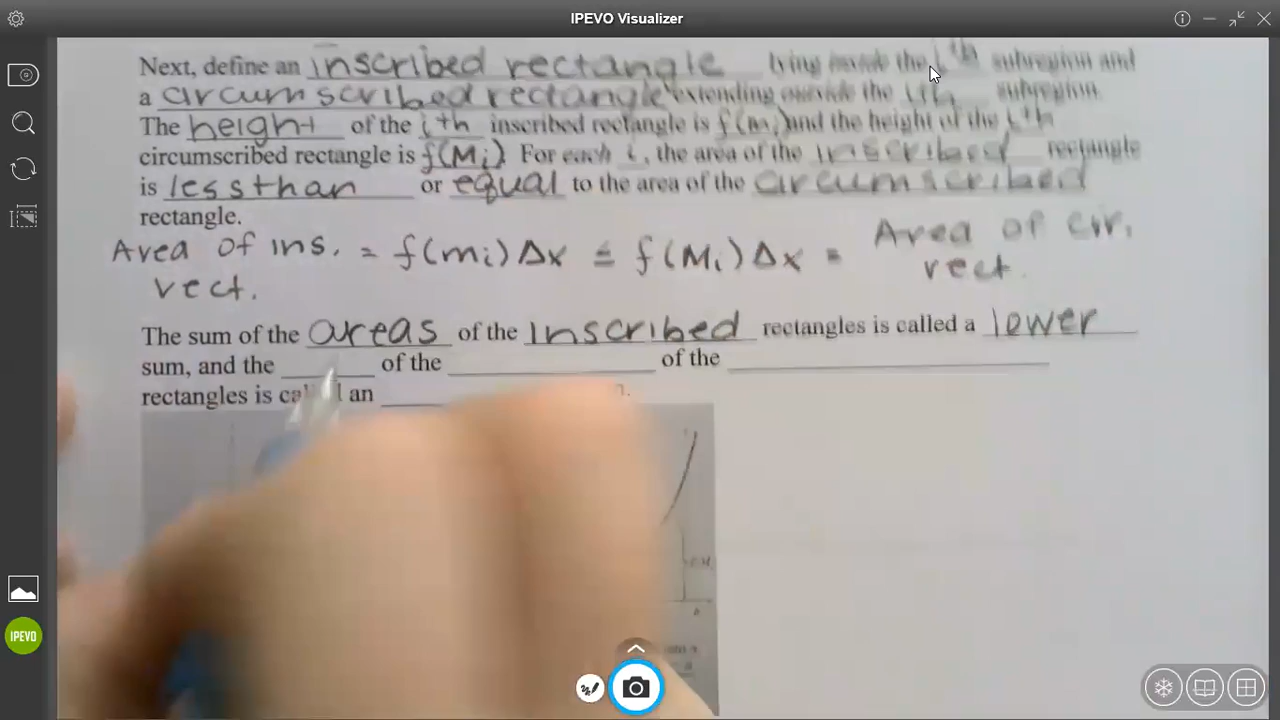 IPEVO Visualizer
Next, define an inscribed rectangle lying inside the ith subregion and
a circumscribed rectangle extending outside the ith subregion.
The height of the ith inscribed rectangle is f(mi) and the height of the ith
circumscribed rectangle is f(Mi). For each i, the area of the inscribed rectangle
is less than or equal to the area of the circumscribed
rectangle.
Area of ins. = f(mi)Δx ≤ f(Mi)Δx = Area of cir.
rect. rect.
The sum of the areas of the inscribed rectangles is called a lower
sum, and the of the of the
rectangles is called an
IPEVO